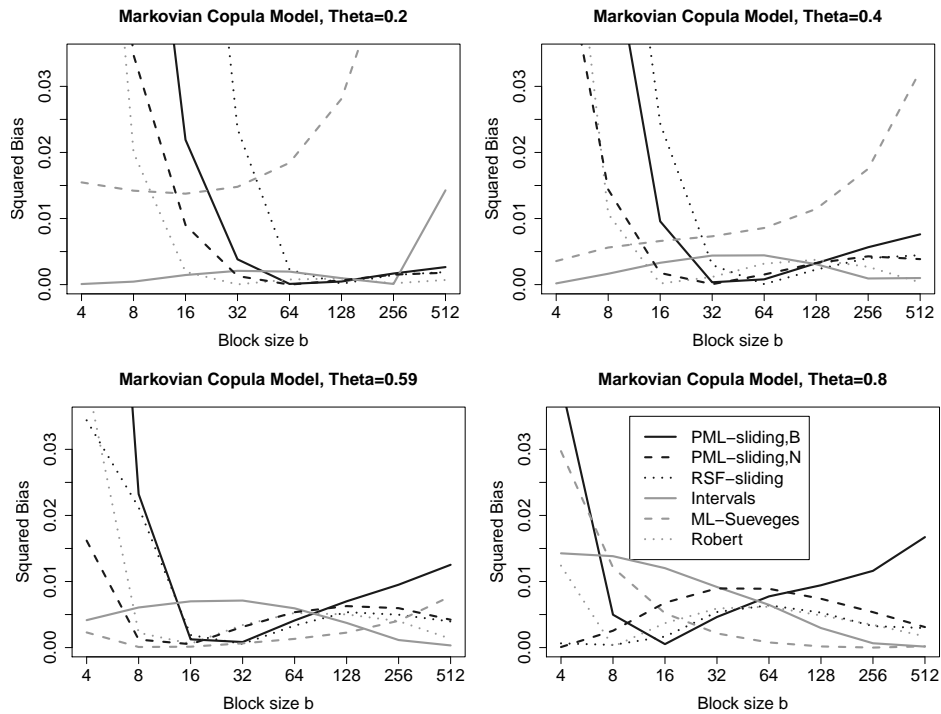 Markovian Copula Model, Theta=0.2
Squared Bias
0.00 0.01 0.02 0.03
4 8 16 32 64 128 256 512
Block size b
Markovian Copula Model, Theta=0.4
Squared Bias
0.00 0.01 0.02 0.03
4 8 16 32 64 128 256 512
Block size b
Markovian Copula Model, Theta=0.59
Squared Bias
0.00 0.01 0.02 0.03
4 8 16 32 64 128 256 512
Block size b
Markovian Copula Model, Theta=0.8
Squared Bias
0.00 0.01 0.02 0.03
PML−sliding,B
PML−sliding,N
RSF−sliding
Intervals
ML−Sueveges
Robert
4 8 16 32 64 128 256 512
Block size b